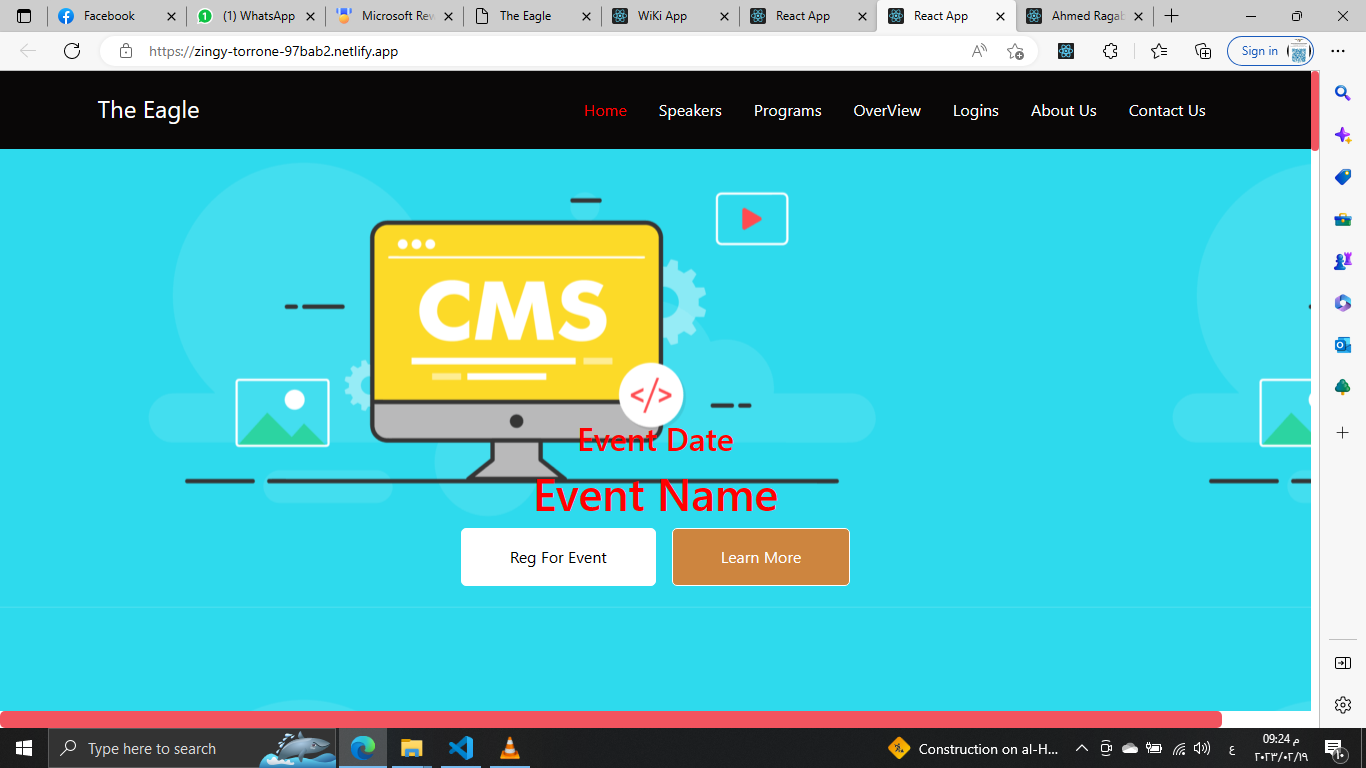 Facebook
(1) WhatsApp
Microsoft Rew
The Eagle
WiKi App
React App
React App
Ahmed Ragab
https://zingy-torrone-97bab2.netlify.app
Sign in
The Eagle
Home
Speakers
Programs
OverView
Logins
About Us
Contact Us
CMS
</>
Event Date
Event Name
Reg For Event
Learn More
Type here to search
Construction on al-H...
ع
09:24 م
٢٠٢٣/٠٢/١٩